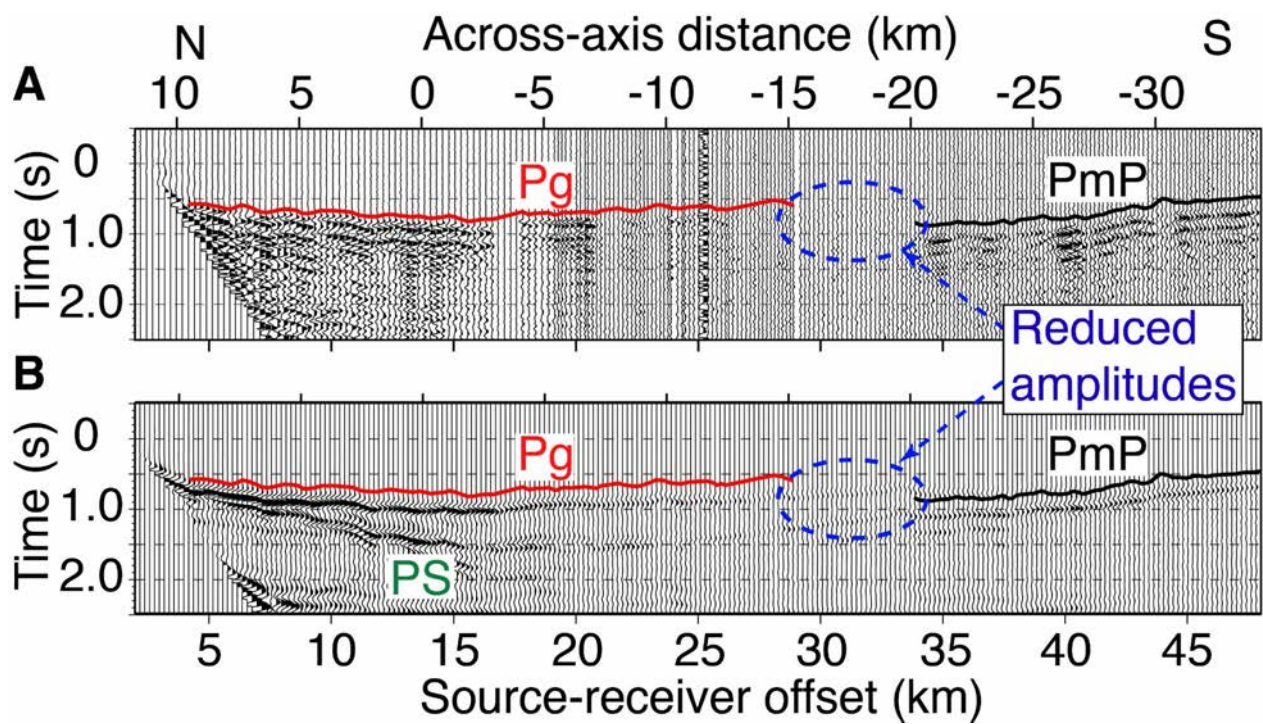 Across-axis distance (km)
N S
A
10 5 0 -5 -10 -15 -20 -25 -30
Time (s)
0
1.0
2.0
Pg
PmP
Reduced
amplitudes
B
Time (s)
0
1.0
2.0
Pg
PmP
PS
5 10 15 20 25 30 35 40 45
Source-receiver offset (km)